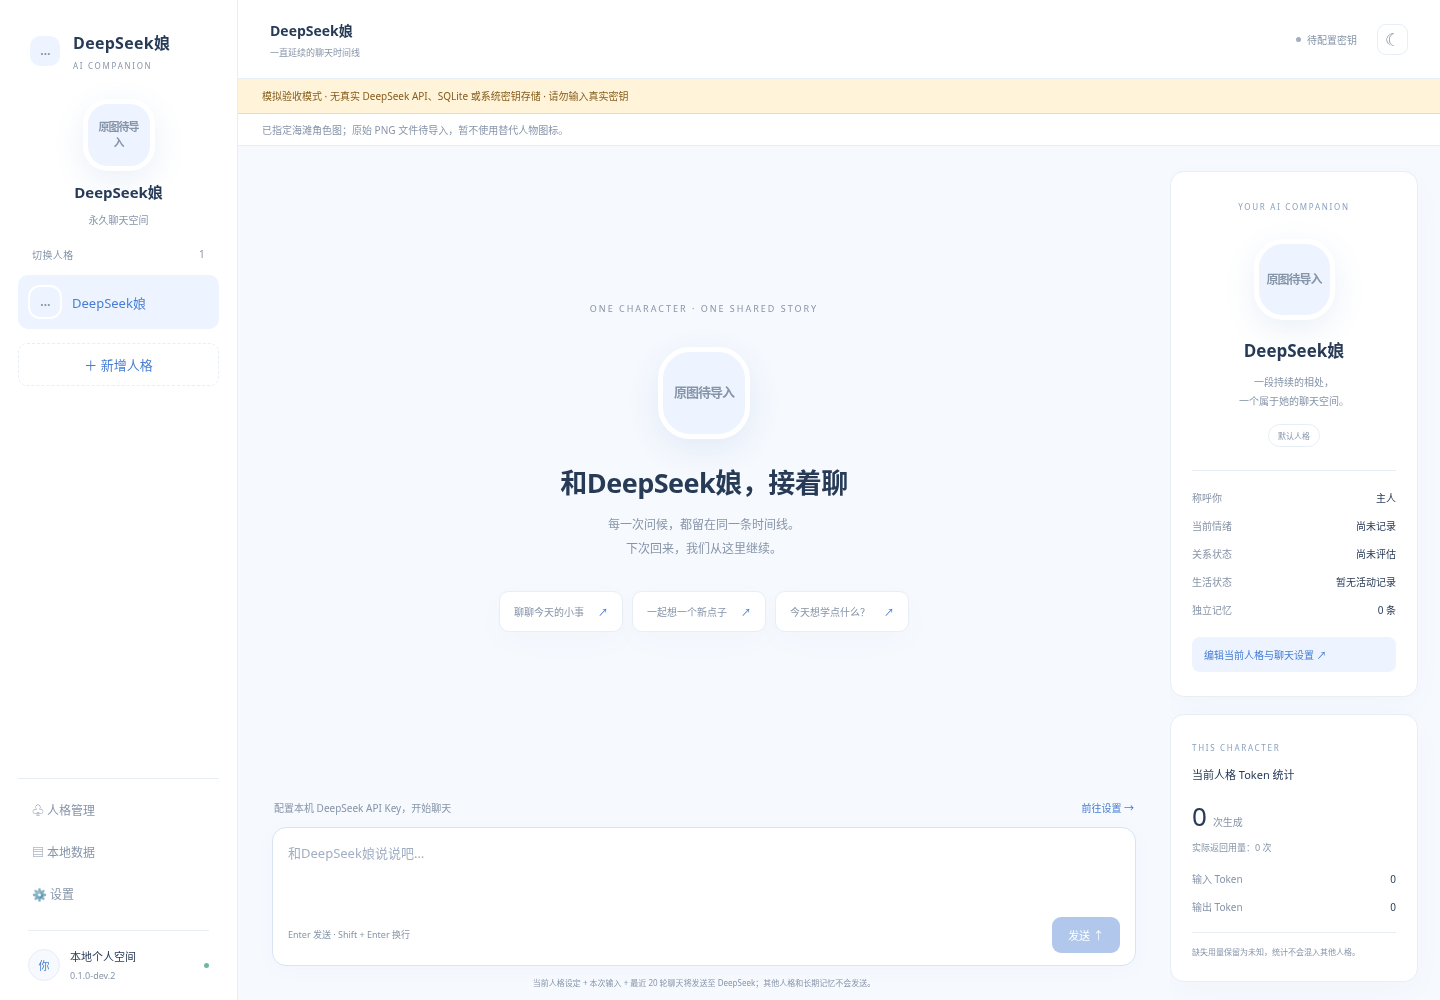 ...
DeepSeek娘
AI COMPANION
原图待导
入
DeepSeek娘
永久聊天空间
切换人格 1
... DeepSeek娘
+ 新增人格
♧ 人格管理
▤ 本地数据
⚙️ 设置
你
本地个人空间
0.1.0-dev.2
DeepSeek娘
一直延续的聊天时间线
待配置密钥
☾
模拟验收模式 · 无真实 DeepSeek API、SQLite 或系统密钥存储 · 请勿输入真实密钥
已指定海滩角色图；原始 PNG 文件待导入，暂不使用替代人物图标。
ONE CHARACTER · ONE SHARED STORY
原图待导入
和DeepSeek娘，接着聊
每一次问候，都留在同一条时间线。
下次回来，我们从这里继续。
聊聊今天的小事 ↗
一起想一个新点子 ↗
今天想学点什么？ ↗
配置本机 DeepSeek API Key，开始聊天
前往设置 →
和DeepSeek娘说说吧...
Enter 发送 · Shift + Enter 换行
发送 ↑
当前人格设定 + 本次输入 + 最近 20 轮聊天将发送至 DeepSeek；其他人格和长期记忆不会发送。
YOUR AI COMPANION
原图待导入
DeepSeek娘
一段持续的相处，
一个属于她的聊天空间。
默认人格
称呼你 主人
当前情绪 尚未记录
关系状态 尚未评估
生活状态 暂无活动记录
独立记忆 0 条
编辑当前人格与聊天设置 ↗
THIS CHARACTER
当前人格 Token 统计
0 次生成
实际返回用量：0 次
输入 Token 0
输出 Token 0
缺失用量保留为未知，统计不会混入其他人格。